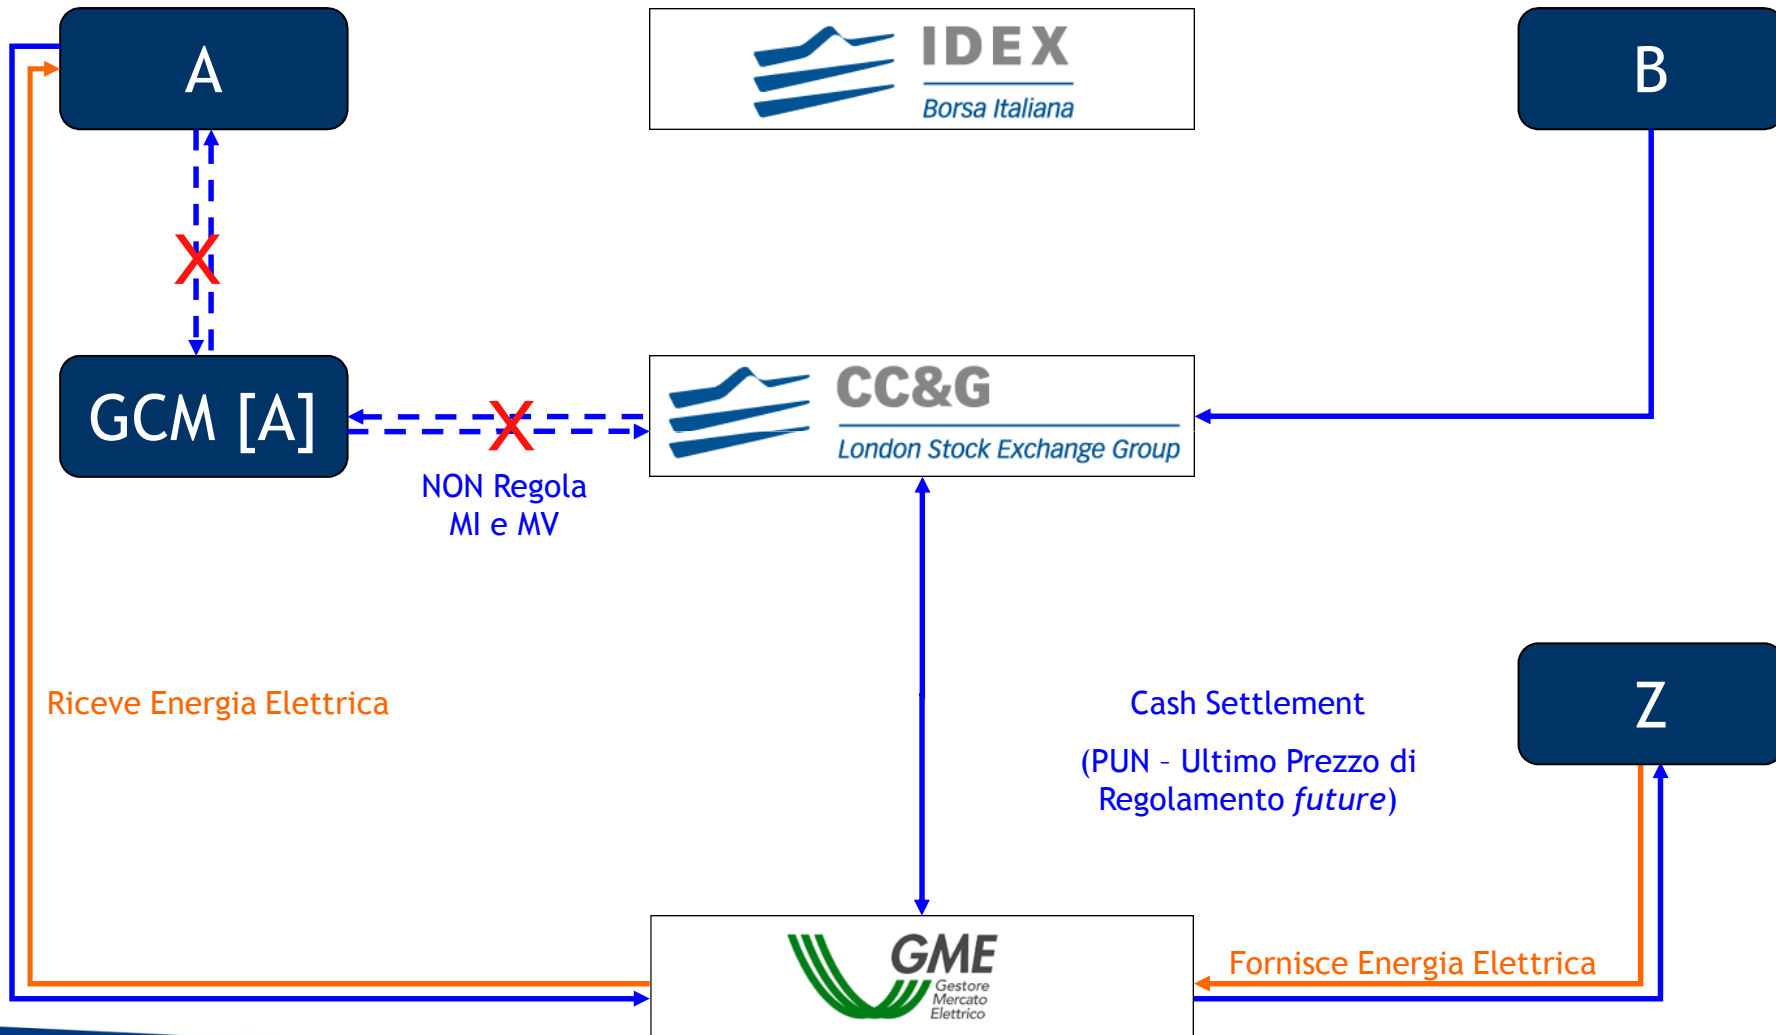 A
IDEX
Borsa Italiana
B
X
GCM [A]
X
CC&G
London Stock Exchange Group
NON Regola
MI e MV
Riceve Energia Elettrica
Cash Settlement
(PUN – Ultimo Prezzo di
Regolamento future)
Z
GME
Gestore
Mercato
Elettrico
Fornisce Energia Elettrica